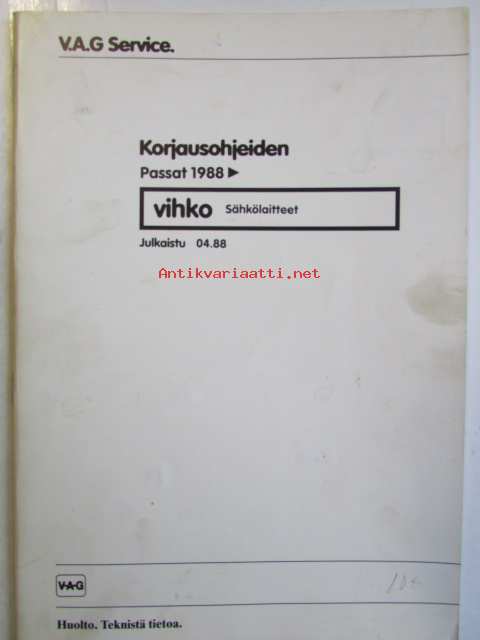 V.A.G Service.
Korjausohjeiden
Passat 1988 ►
vihko Sähkölaitteet
Julkaistu 04.88
Antikvariaatti.net
V·A·G
Huolto. Teknistä tietoa.